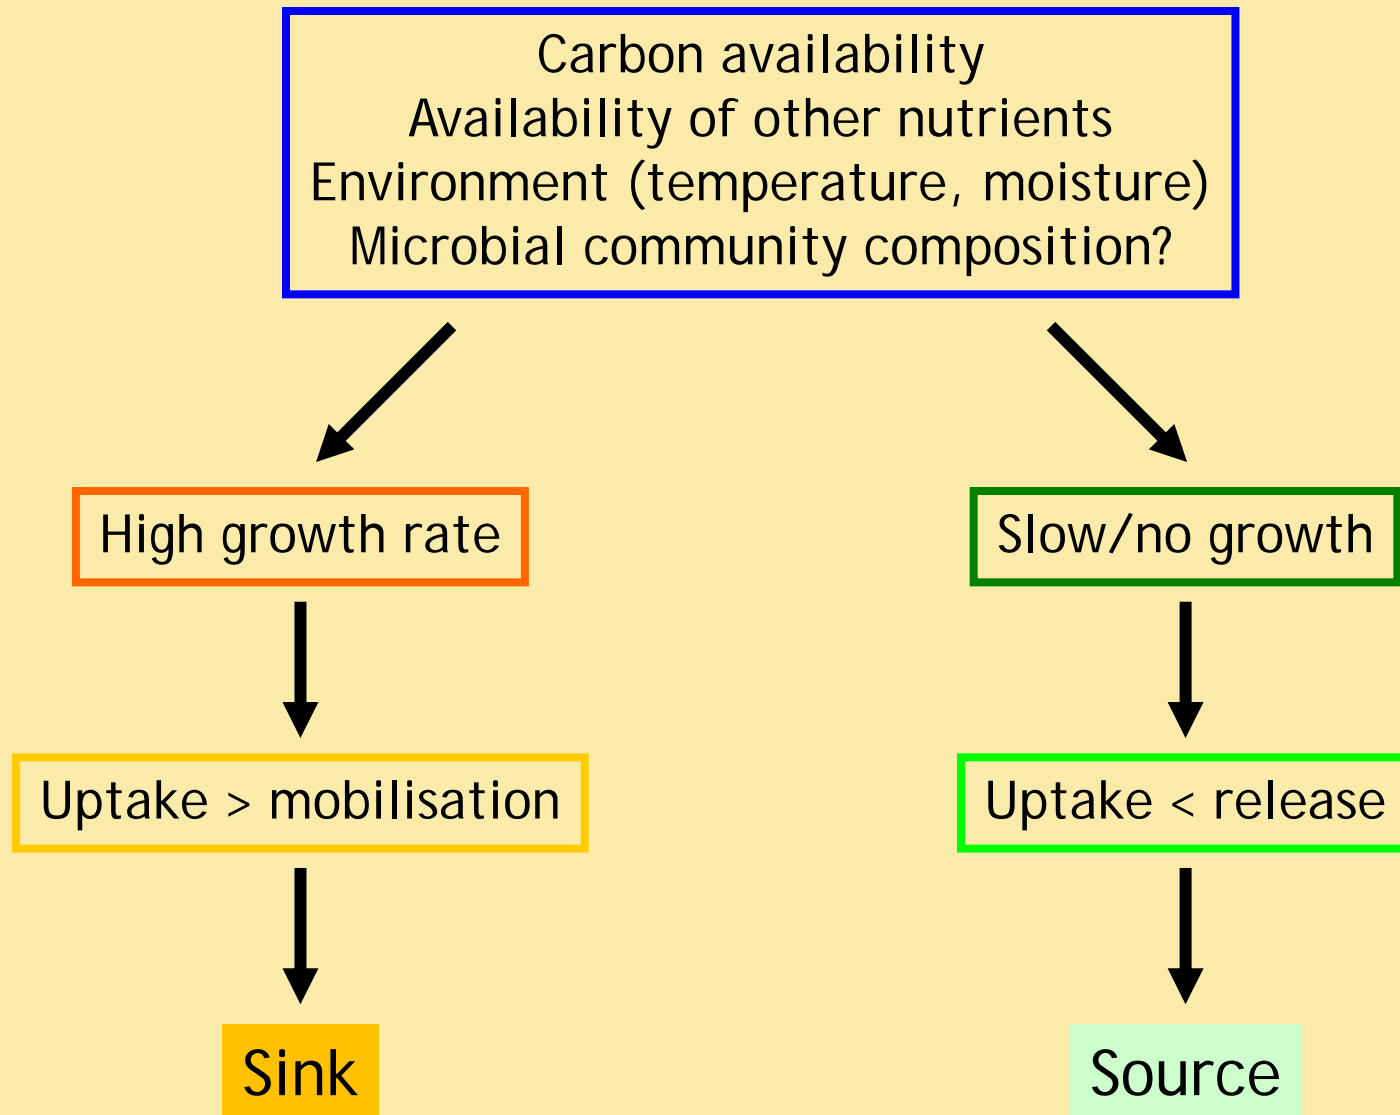 Carbon availability
Availability of other nutrients
Environment (temperature, moisture)
Microbial community composition?
High growth rate
Slow/no growth
Uptake > mobilisation
Uptake < release
Sink
Source